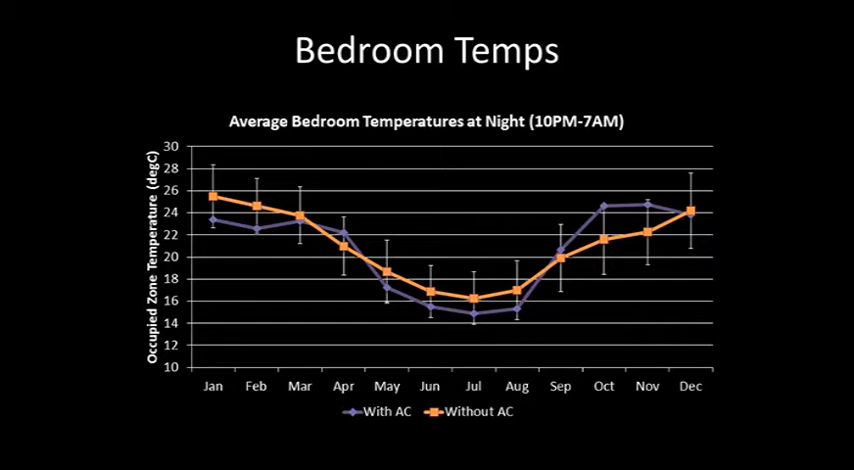 Bedroom Temps
Average Bedroom Temperatures at Night (10PM-7AM)
Occupied Zone Temperature (degC)
30
28
26
24
22
20
18
16
14
12
10
Jan Feb Mar Apr May Jun Jul Aug Sep Oct Nov Dec
With AC Without AC